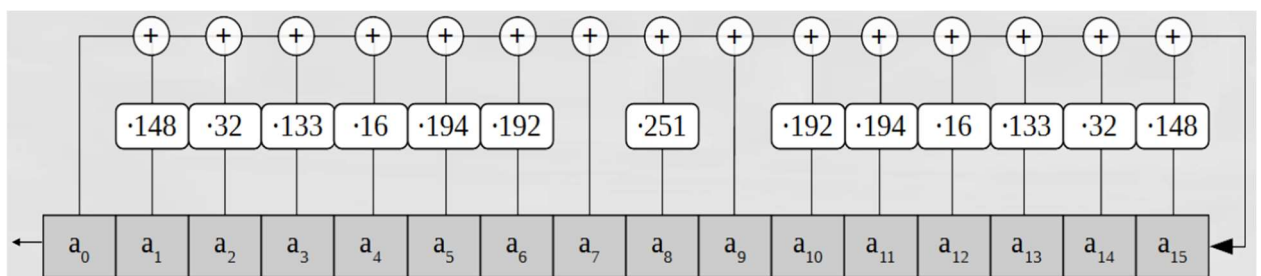 + + + + + + + + + + + + + + +
·148 ·32 ·133 ·16 ·194 ·192 ·251 ·192 ·194 ·16 ·133 ·32 ·148
a₀ a₁ a₂ a₃ a₄ a₅ a₆ a₇ a₈ a₉ a₁₀ a₁₁ a₁₂ a₁₃ a₁₄ a₁₅